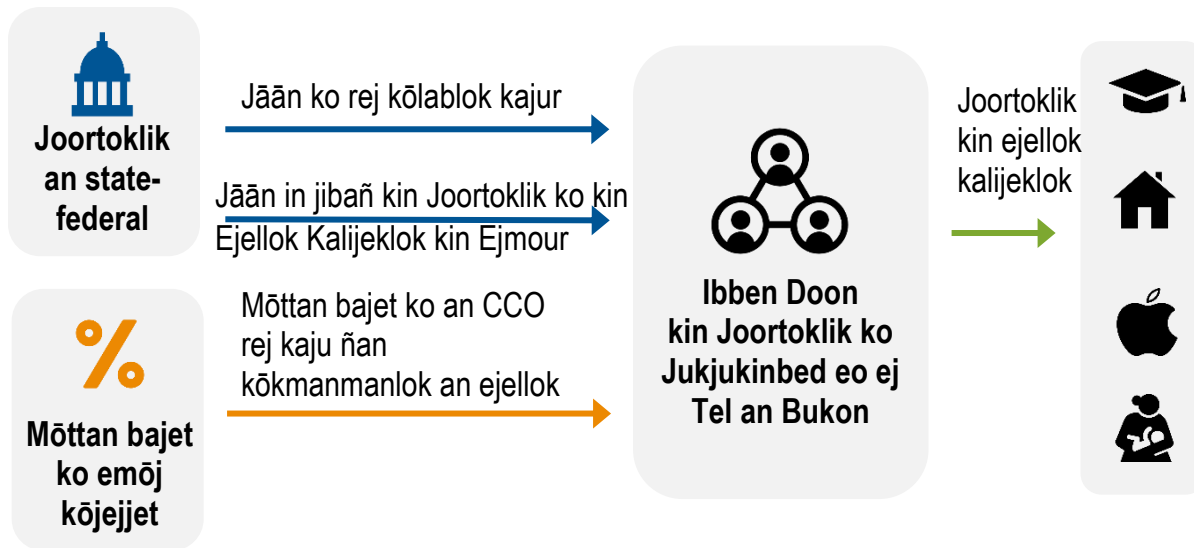 Joortoklik
an state-
federal
Jāān ko rej kōlablok kajur
Jāān in jibañ kin Joortoklik ko kin
Ejellok Kalijeklok kin Ejmour
%
Mōttan bajet
ko emōj
kōjejjet
Mōttan bajet ko an CCO
rej kaju ñan
kōkmanmanlok an ejellok
Ibben Doon
kin Joortoklik ko
Jukjukinbed eo ej
Tel an Bukon
Joortoklik
kin ejellok
kalijeklok